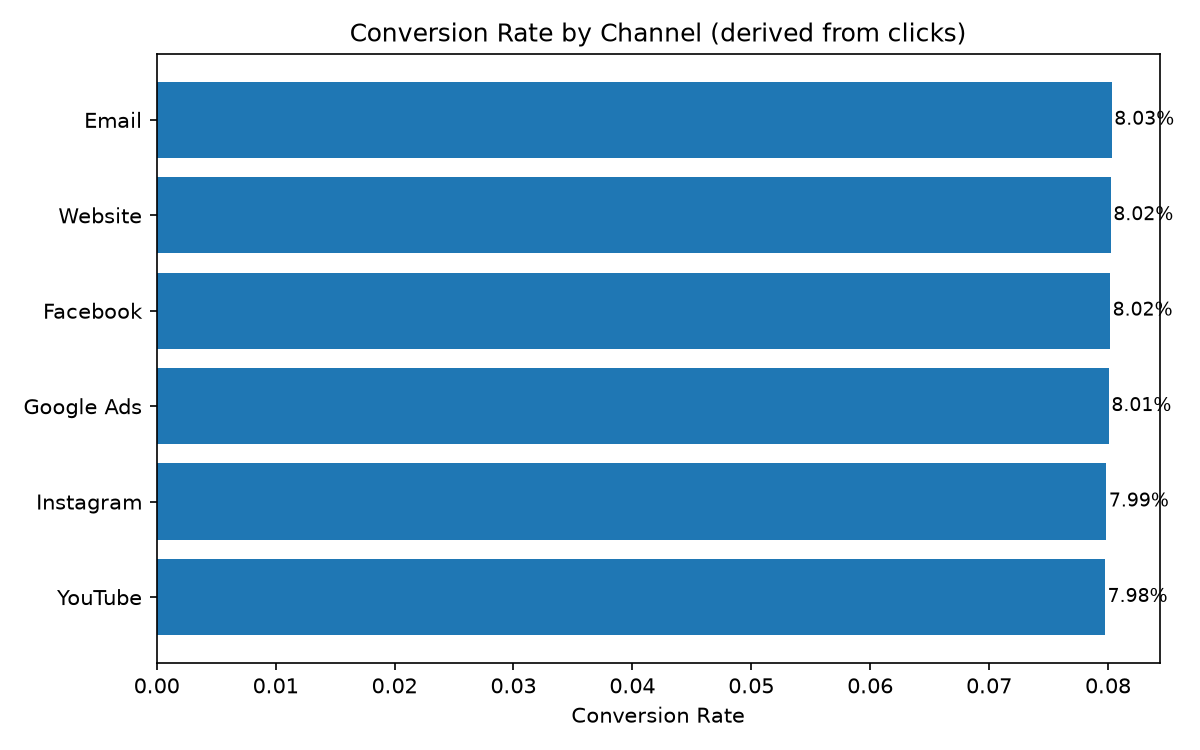 Conversion Rate by Channel (derived from clicks)
Email 8.03%
Website 8.02%
Facebook 8.02%
Google Ads 8.01%
Instagram 7.99%
YouTube 7.98%
0.00 0.01 0.02 0.03 0.04 0.05 0.06 0.07 0.08
Conversion Rate